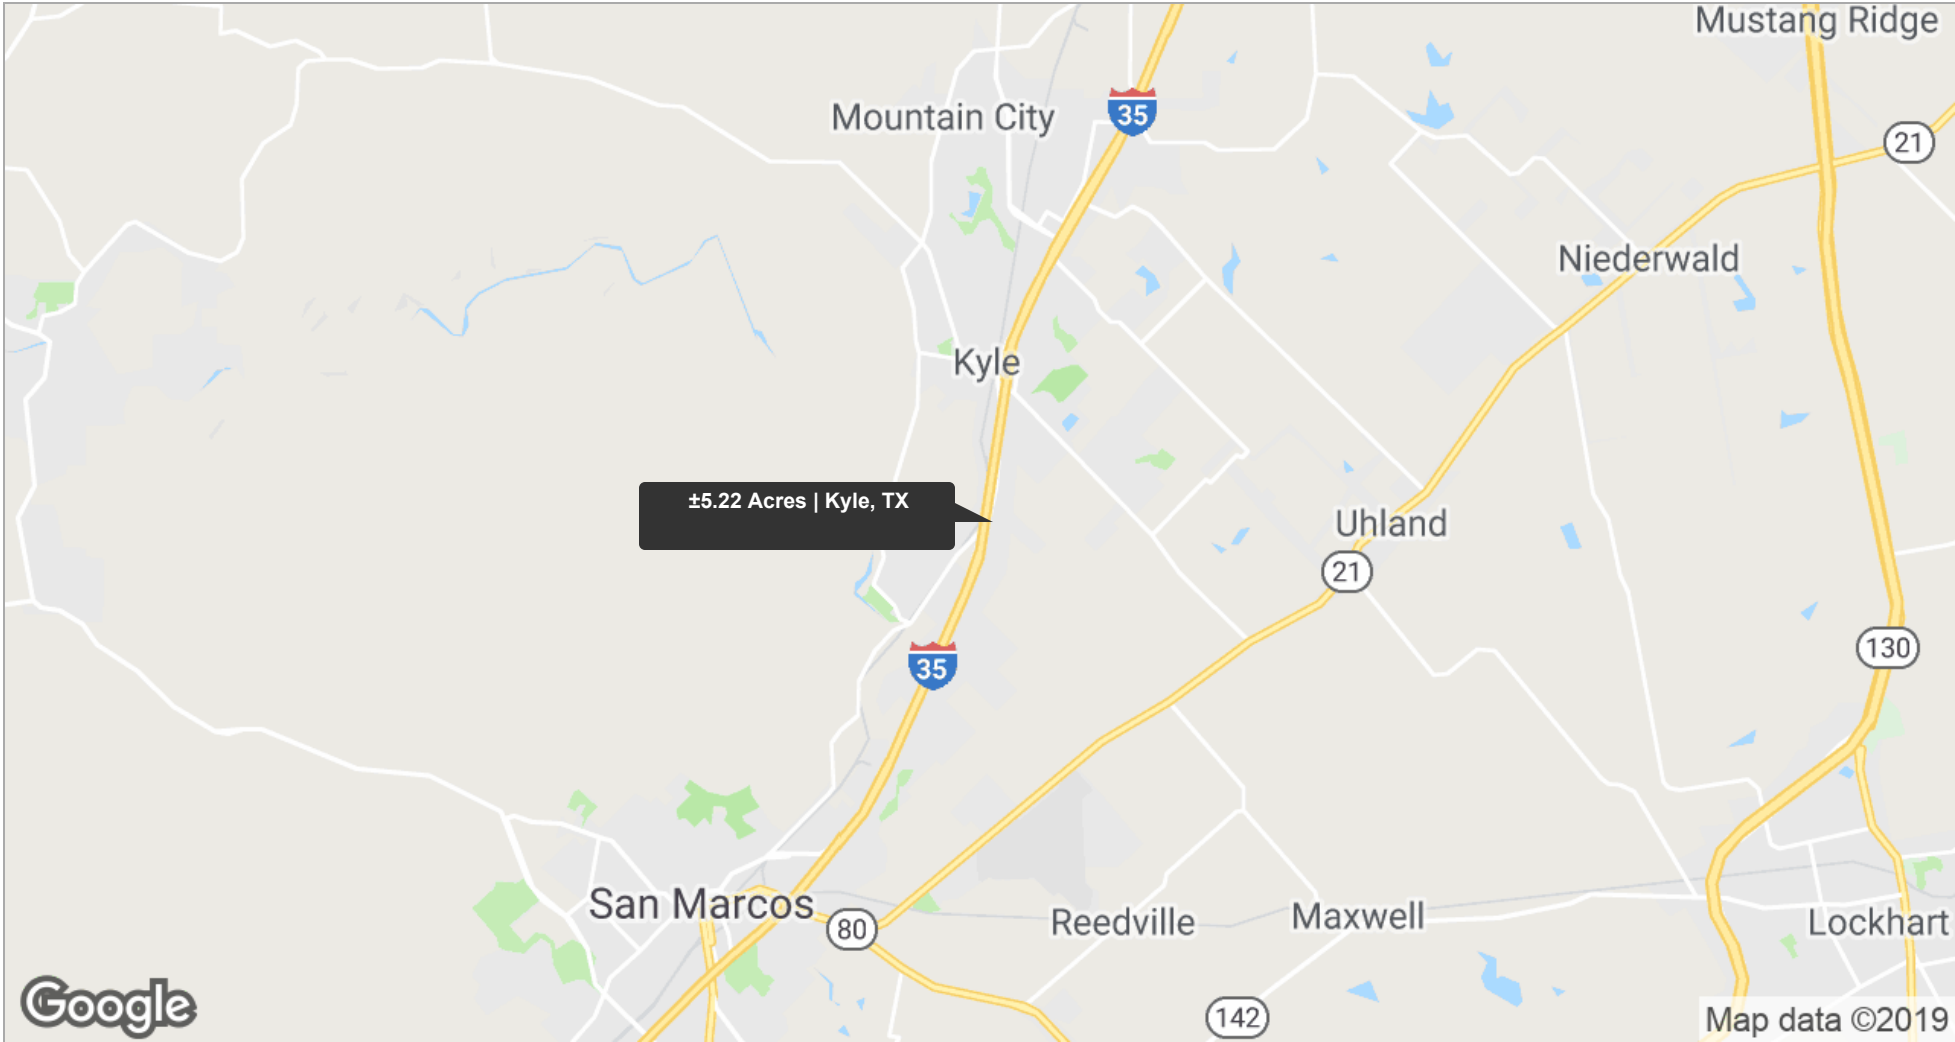 Mustang Ridge
Mountain City
35
21
Niederwald
Kyle
±5.22 Acres | Kyle, TX
Uhland
21
35
130
San Marcos
80
Reedville
Maxwell
Lockhart
Google
142
Map data ©2019